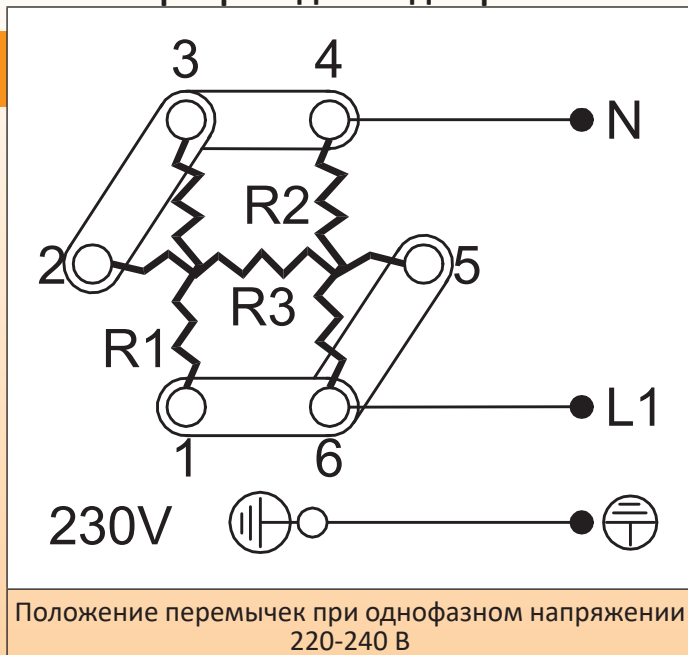 3 4
N
R2
2 5
R3
R1
L1
1 6
230V
Положение перемычек при однофазном напряжении
220-240 В